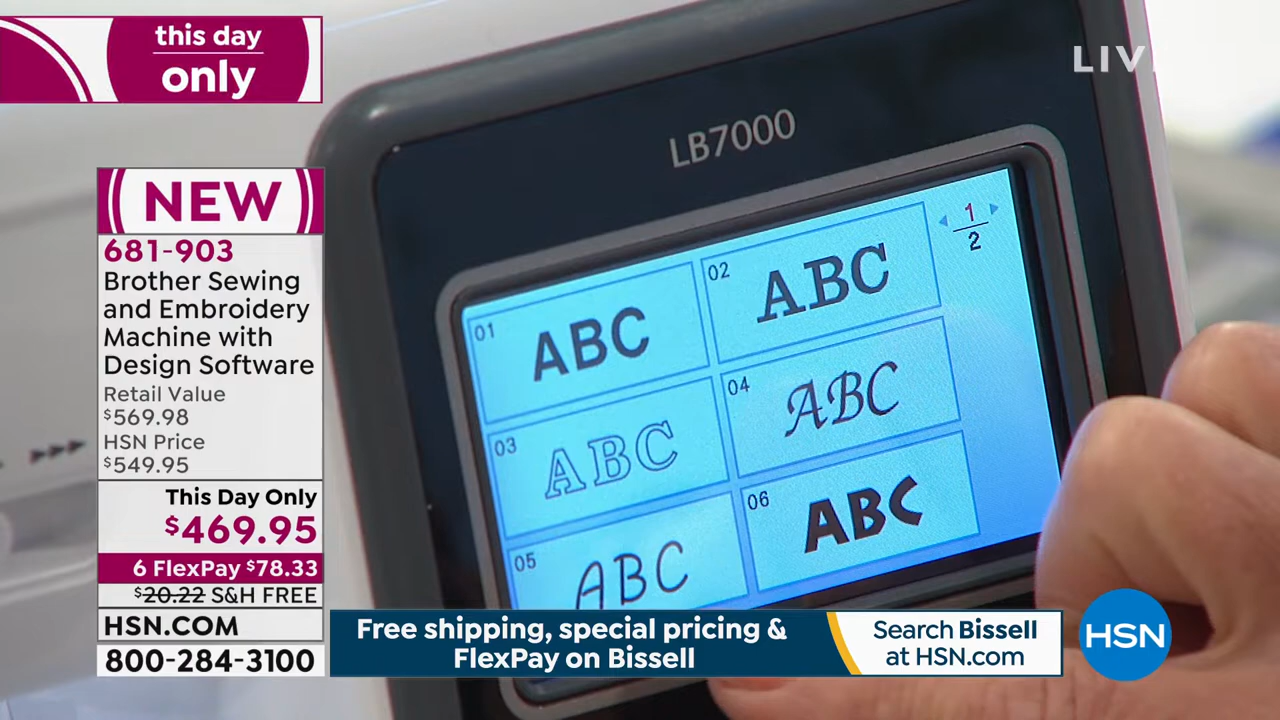 this day
only
LIV
NEW
681-903
Brother Sewing
and Embroidery
Machine with
Design Software
Retail Value
$569.98
HSN Price
$549.95
This Day Only
$469.95
6 FlexPay $78.33
$20.22 S&H FREE
HSN.COM
800-284-3100
LB7000
1
2
01
ABC
02
ABC
03
ABC
04
ABC
05
ABC
06
ABC
Free shipping, special pricing &
FlexPay on Bissell
Search Bissell
at HSN.com
HSN